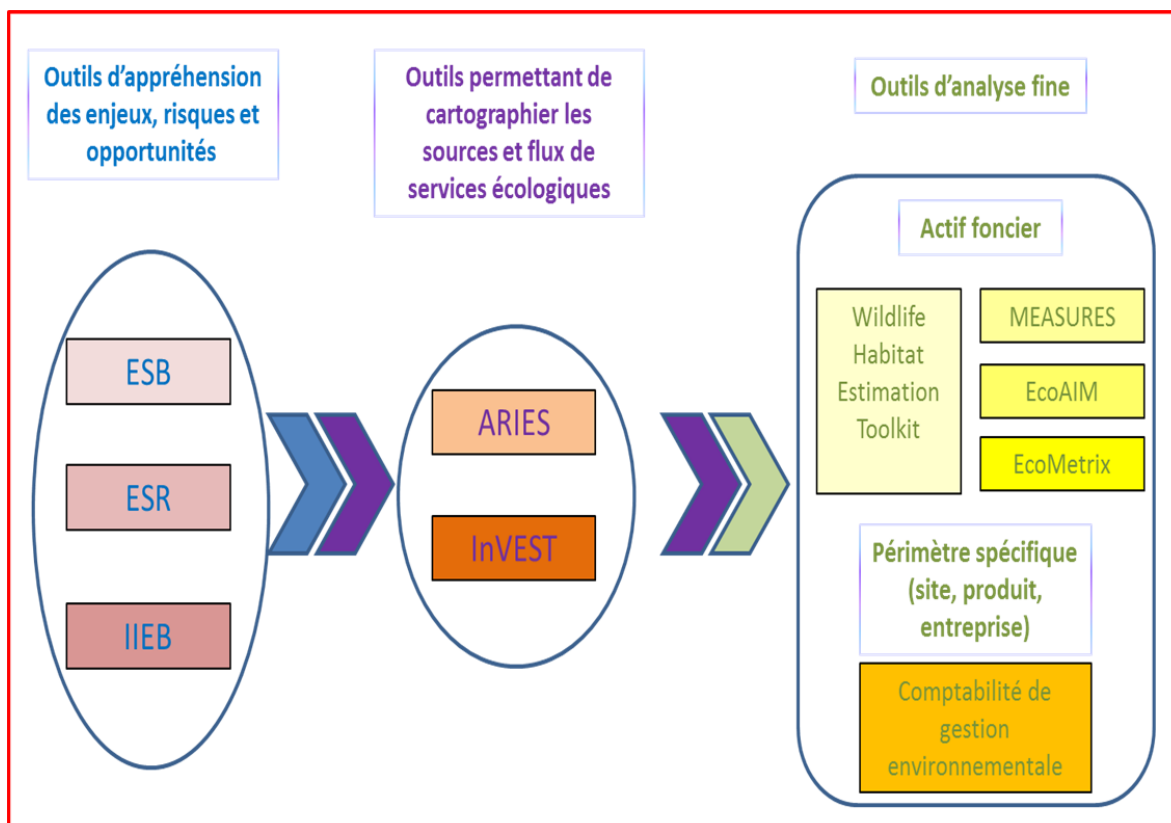 Outils d'appréhension
des enjeux, risques et
opportunités
ESB
ESR
IIEB
Outils permettant de
cartographier les
sources et flux de
services écologiques
ARIES
InVEST
Outils d'analyse fine
Actif foncier
Wildlife
Habitat
Estimation
Toolkit
MEASURES
EcoAIM
EcoMetrix
Périmètre spécifique
(site, produit,
entreprise)
Comptabilité de
gestion
environnementale